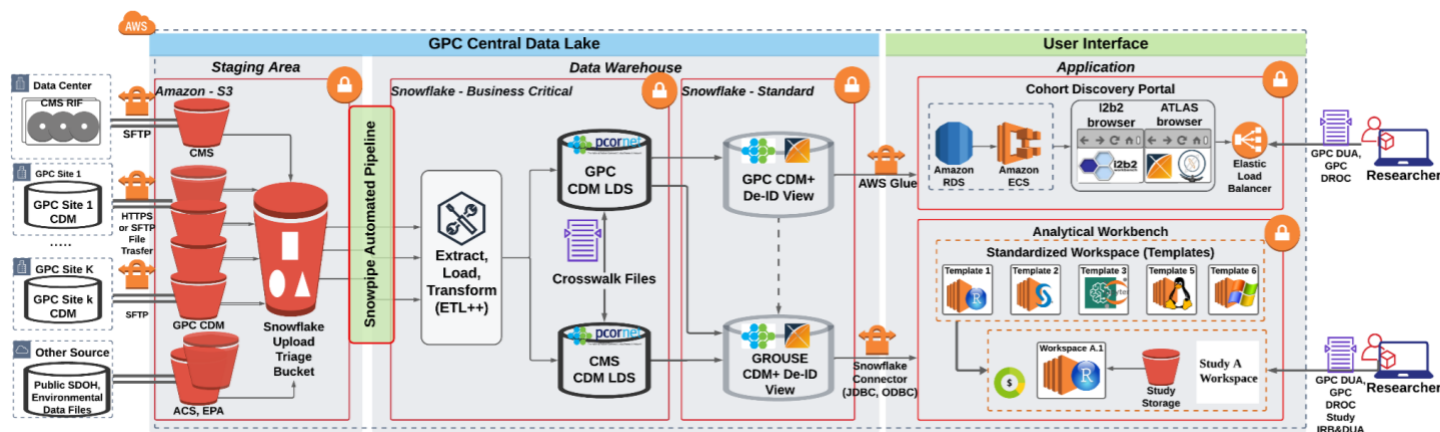 AWS
GPC Central Data Lake
User Interface
Staging Area
Data Warehouse
Application
Data Center
CMS RIF
SFTP
Amazon - S3
CMS
GPC Site 1
GPC Site 1
CDM
HTTPS
or SFTP
File
Trasfer
.....
GPC Site K
GPC Site k
CDM
SFTP
GPC CDM
Other Source
Public SDOH,
Environmental
Data Files
ACS, EPA
Snowflake
Upload
Triage
Bucket
Snowpipe Automated Pipeline
Snowflake - Business Critical
Extract,
Load,
Transform
(ETL++)
pcornet
GPC
CDM LDS
Crosswalk Files
pcornet
CMS
CDM LDS
Snowflake - Standard
GPC CDM+
De-ID View
GROUSE
CDM+ De-ID
View
AWS Glue
Snowflake
Connector
(JDBC, ODBC)
Cohort Discovery Portal
Amazon
RDS
Amazon
ECS
I2b2
browser
i2b2
ATLAS
browser
Elastic
Load
Balancer
GPC DUA,
GPC
DROC
Researcher
Analytical Workbench
Standardized Workspace (Templates)
Template 1
R
Template 2
Template 3
Template 5
Template 6
$
Workspace A.1
R
Study
Storage
Study A
Workspace
GPC DUA,
GPC
DROC
Study
IRB&DUA
Researcher